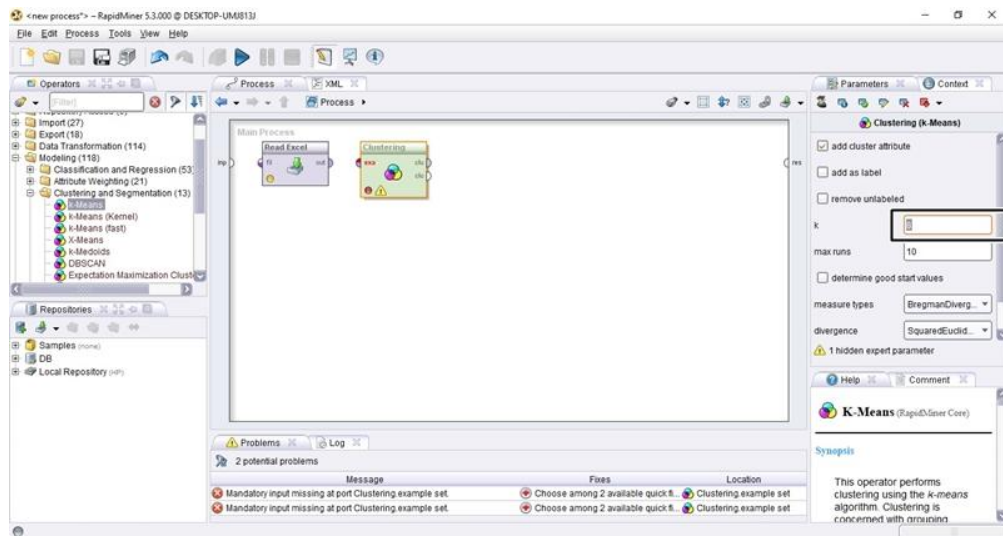 <new process*> – RapidMiner 5.3.000 @ DESKTOP-UMJ813J
File Edit Process Tools View Help
Operators
[Filter]
Import (27)
Export (18)
Data Transformation (114)
Modeling (118)
Classification and Regression (53)
Attribute Weighting (21)
Clustering and Segmentation (13)
k-Means
k-Means (Kernel)
k-Means (fast)
X-Means
k-Medoids
DBSCAN
Expectation Maximization Cluste
Repositories
Samples (none)
DB
Local Repository (HP)
Process XML
Process
Main Process
inp
Read Excel
fil out
Clustering
exa clu
clu
res
Problems Log
2 potential problems
Message Fixes Location
Mandatory input missing at port Clustering.example set. Choose among 2 available quick fi... Clustering.example set
Mandatory input missing at port Clustering.example set. Choose among 2 available quick fi... Clustering.example set
Parameters Context
Clustering (k-Means)
add cluster attribute
add as label
remove unlabeled
k
max runs 10
determine good start values
measure types BregmanDiverg...
divergence SquaredEuclid...
1 hidden expert parameter
Help Comment
K-Means (RapidMiner Core)
Synopsis
This operator performs
clustering using the k-means
algorithm. Clustering is
concerned with grouping